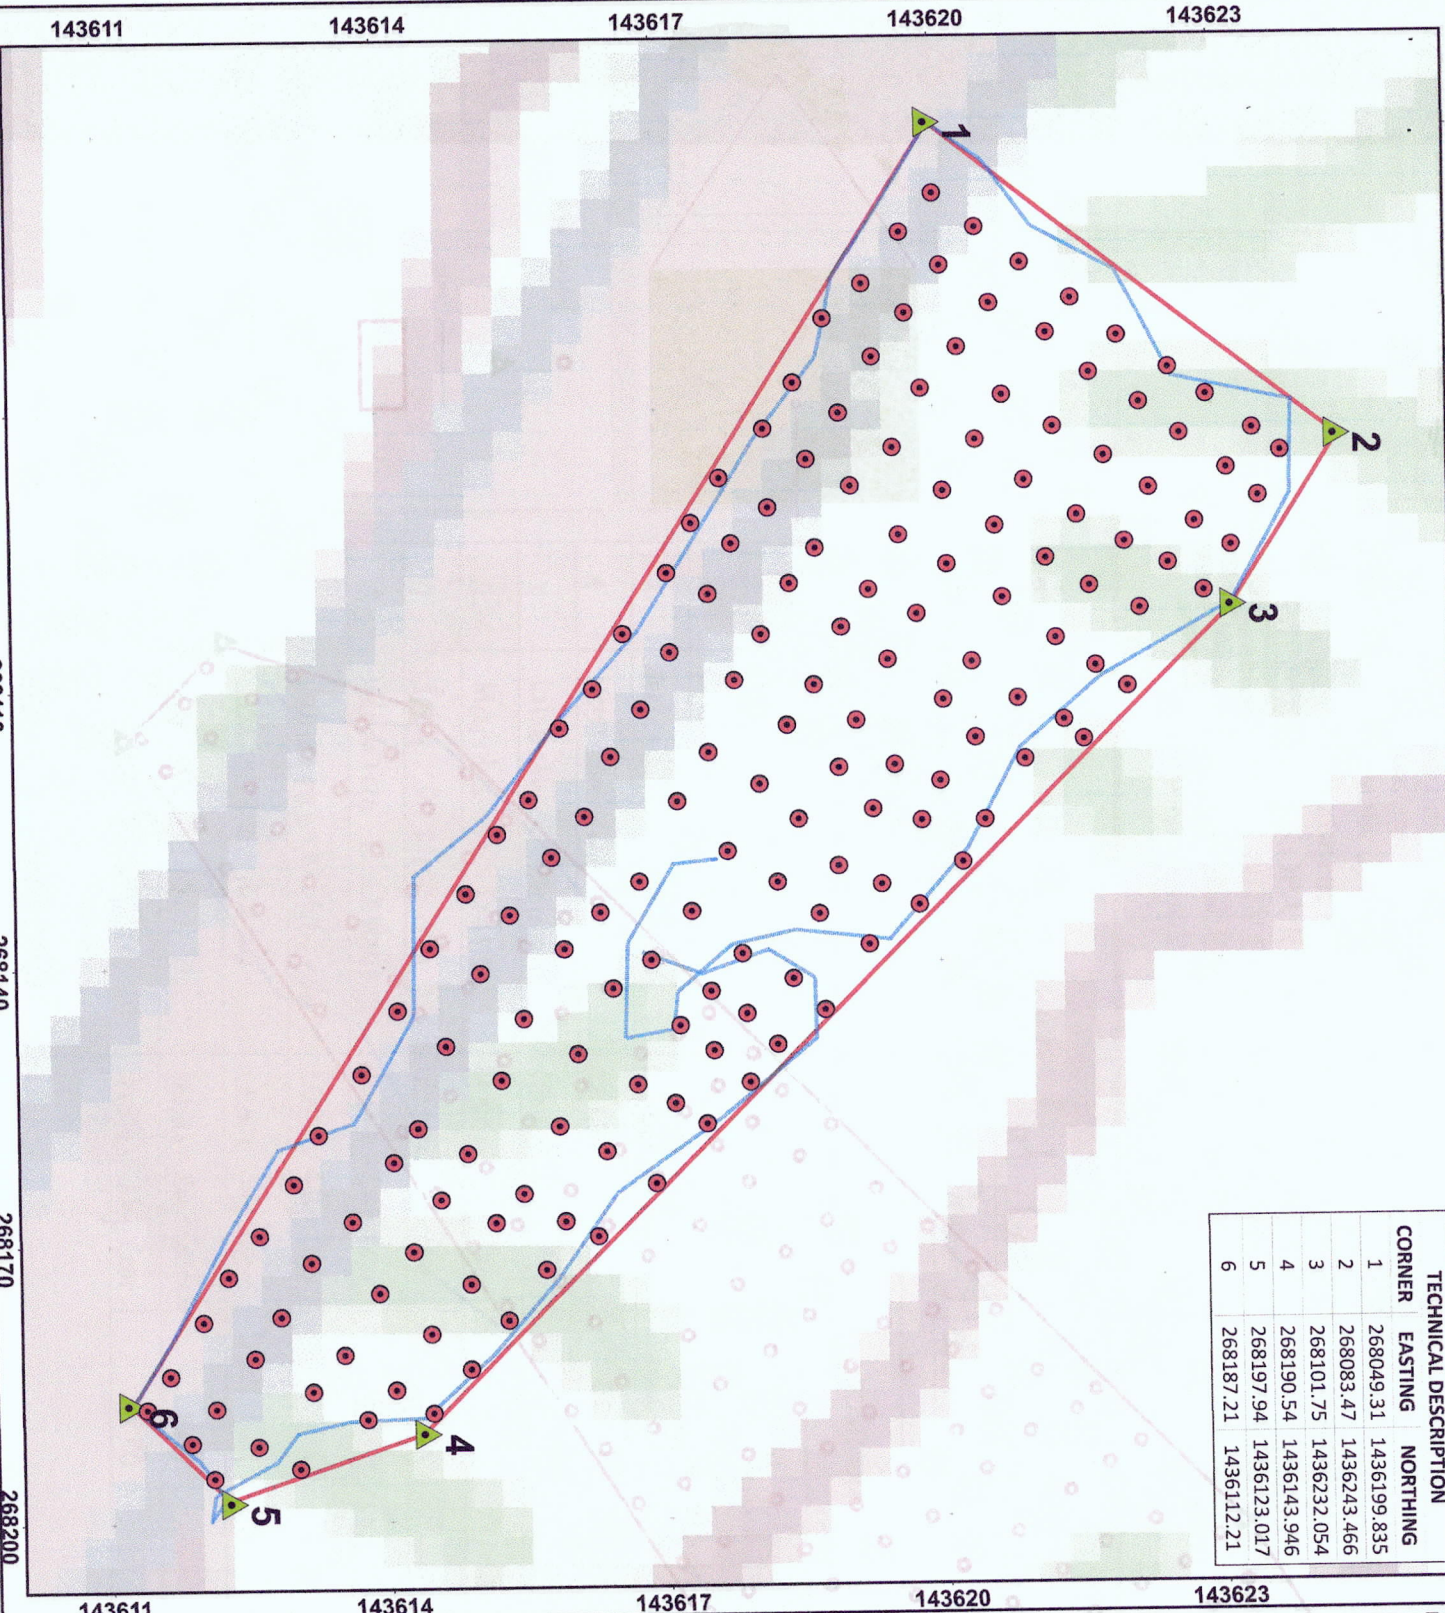 143611 143614 143617 143620 143623
1
2
3
4
5
6
268140
268170
268200
TECHNICAL DESCRIPTION
CORNER EASTING NORTHING
1 268049.31 1436199.835
2 268083.47 1436243.466
3 268101.75 1436232.054
4 268190.54 1436143.946
5 268197.94 1436123.017
6 268187.21 1436112.21
143611 143614 143617 143620 143623